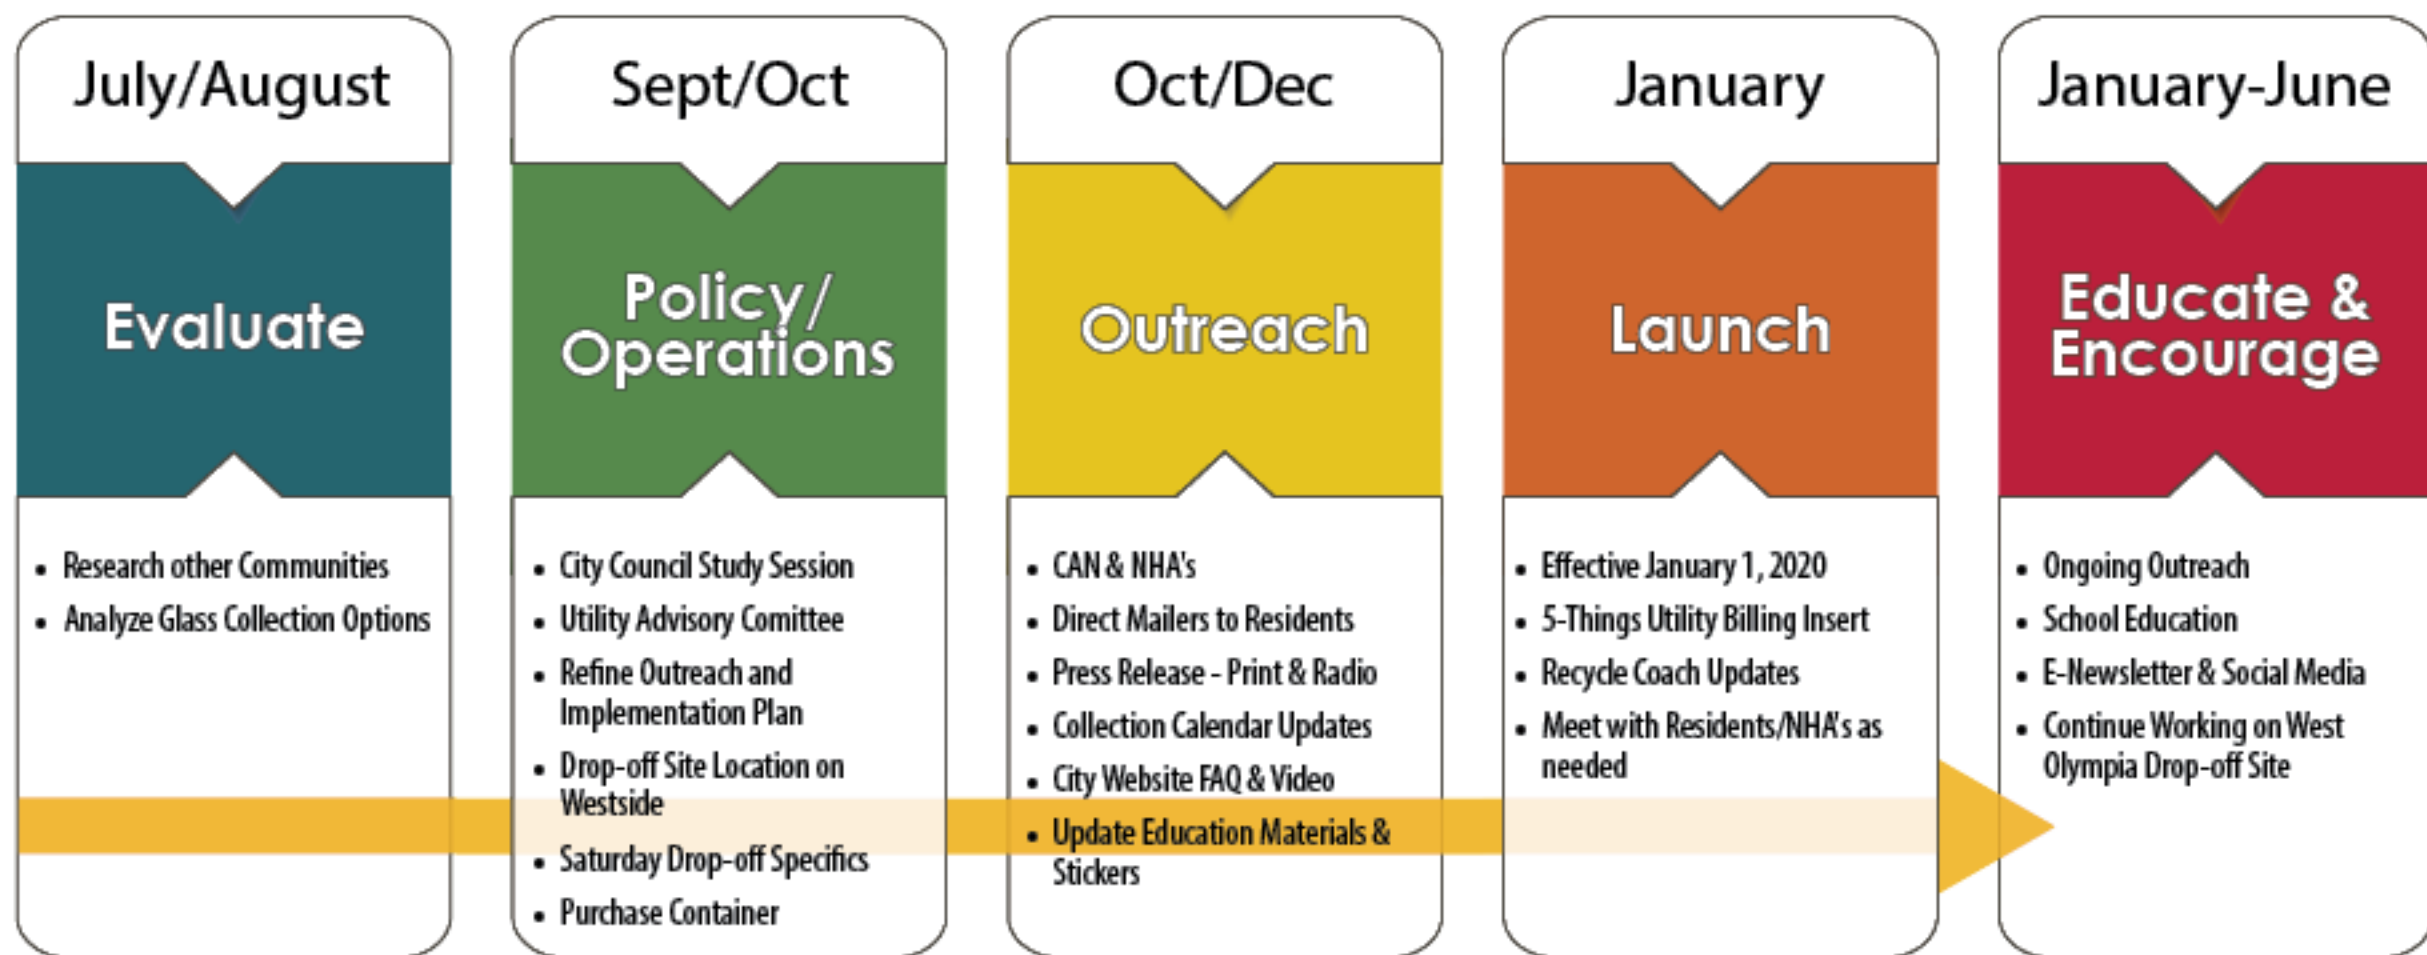 July/August
Evaluate
• Research other Communities
• Analyze Glass Collection Options
Sept/Oct
Policy/
Operations
• City Council Study Session
• Utility Advisory Comittee
• Refine Outreach and
Implementation Plan
• Drop-off Site Location on
Westside
• Saturday Drop-off Specifics
• Purchase Container
Oct/Dec
Outreach
• CAN & NHA's
• Direct Mailers to Residents
• Press Release - Print & Radio
• Collection Calendar Updates
• City Website FAQ & Video
• Update Education Materials &
Stickers
January
Launch
• Effective January 1, 2020
• 5-Things Utility Billing Insert
• Recycle Coach Updates
• Meet with Residents/NHA's as
needed
January-June
Educate &
Encourage
• Ongoing Outreach
• School Education
• E-Newsletter & Social Media
• Continue Working on West
Olympia Drop-off Site